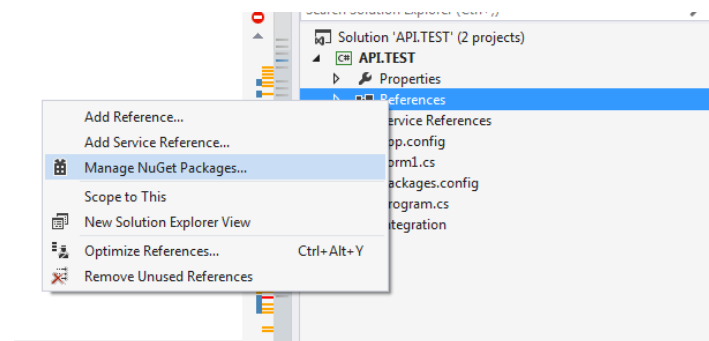 Search Solution Explorer (Ctrl+;)
Solution 'API.TEST' (2 projects)
C# API.TEST
Properties
References
ervice References
pp.config
orm1.cs
ackages.config
rogram.cs
tegration
Add Reference...
Add Service Reference...
Manage NuGet Packages...
Scope to This
New Solution Explorer View
Optimize References... Ctrl+Alt+Y
Remove Unused References